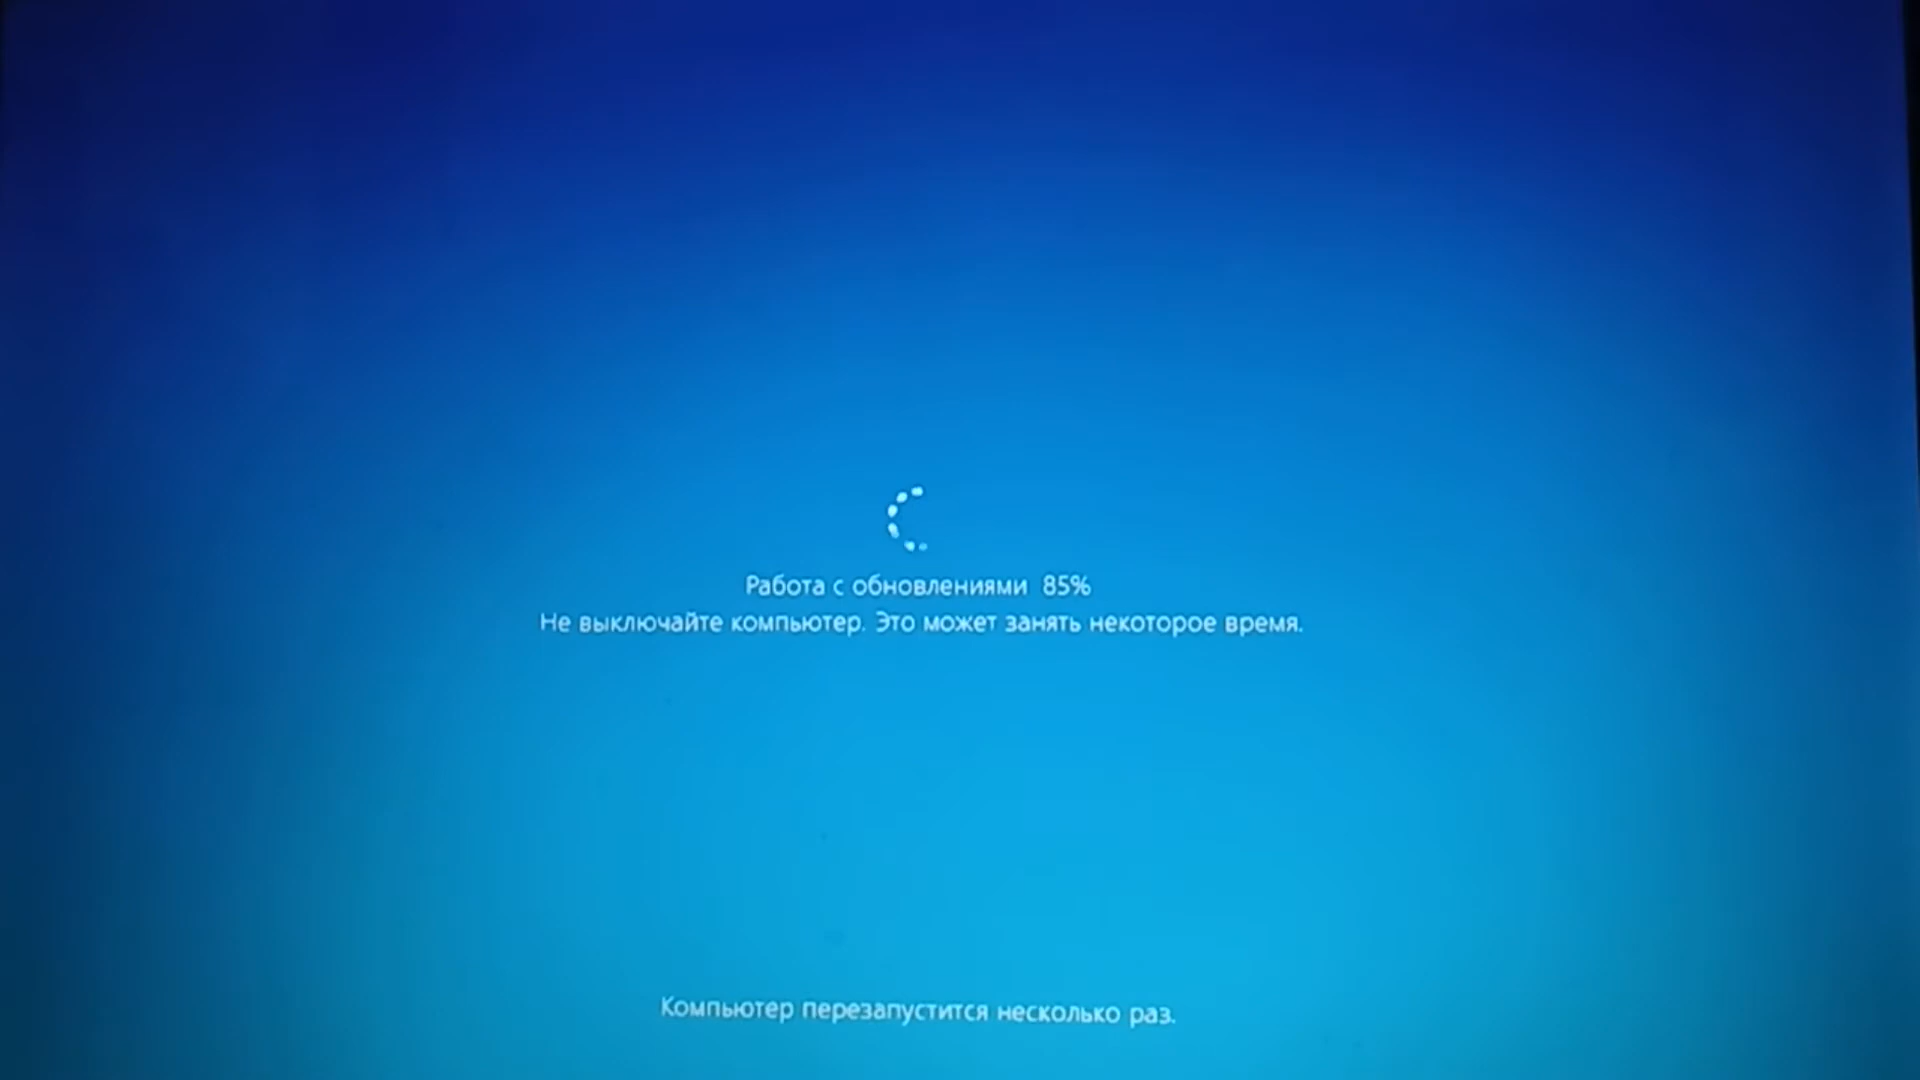 Работа с обновлениями 85%
Не выключайте компьютер. Это может занять некоторое время.
Компьютер перезапустится несколько раз.